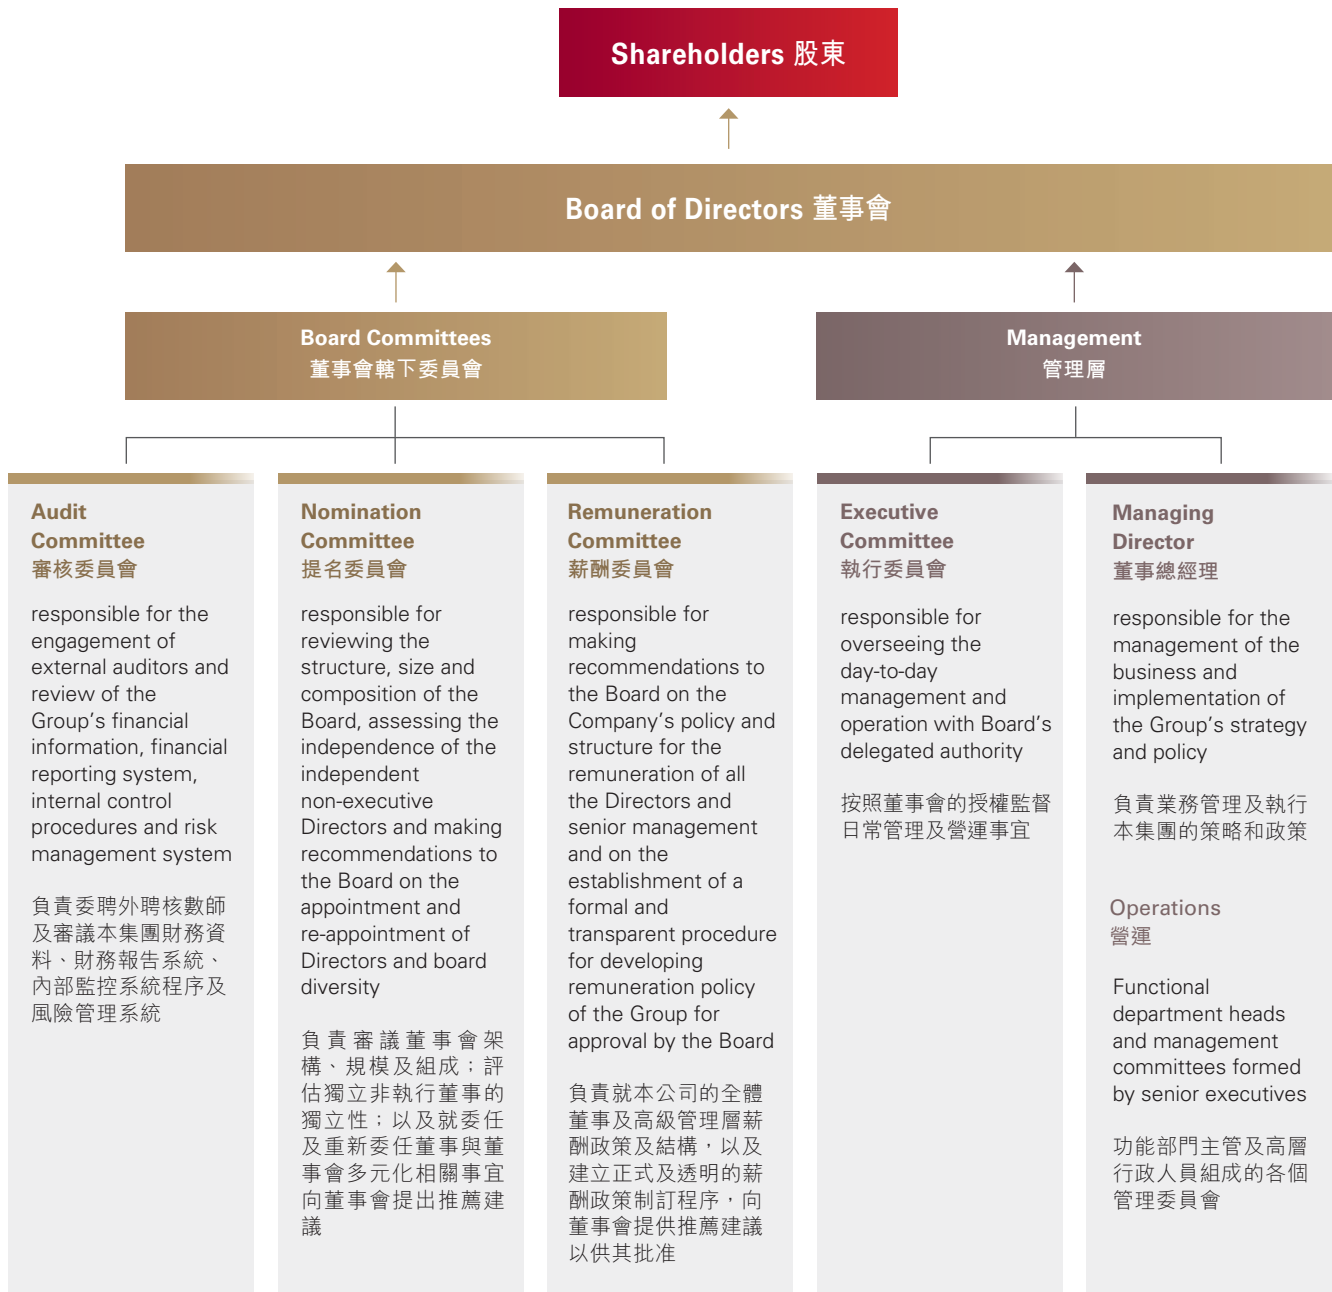 Shareholders 股東
Board of Directors 董事會
Board Committees
董事會轄下委員會
Management
管理層
Audit
Committee
審核委員會
responsible for the
engagement of
external auditors and
review of the
Group’s financial
information, financial
reporting system,
internal control
procedures and risk
management system
負責委聘外聘核數師
及審議本集團財務資
料、財務報告系統、
內部監控系統程序及
風險管理系統
Nomination
Committee
提名委員會
responsible for
reviewing the
structure, size and
composition of the
Board, assessing the
independence of the
independent
non-executive
Directors and making
recommendations to
the Board on the
appointment and
re-appointment of
Directors and board
diversity
負責審議董事會架
構、規模及組成；評
估獨立非執行董事的
獨立性；以及就委任
及重新委任董事與董
事會多元化相關事宜
向董事會提出推薦建
議
Remuneration
Committee
薪酬委員會
responsible for
making
recommendations to
the Board on the
Company’s policy and
structure for the
remuneration of all
the Directors and
senior management
and on the
establishment of a
formal and
transparent procedure
for developing
remuneration policy
of the Group for
approval by the Board
負責就本公司的全體
董事及高級管理層薪
酬政策及結構，以及
建立正式及透明的薪
酬政策制訂程序，向
董事會提供推薦建議
以供其批准
Executive
Committee
執行委員會
responsible for
overseeing the
day-to-day
management and
operation with Board’s
delegated authority
按照董事會的授權監督
日常管理及營運事宜
Managing
Director
董事總經理
responsible for the
management of the
business and
implementation of
the Group’s strategy
and policy
負責業務管理及執行
本集團的策略和政策
Operations
營運
Functional
department heads
and management
committees formed
by senior executives
功能部門主管及高層
行政人員組成的各個
管理委員會